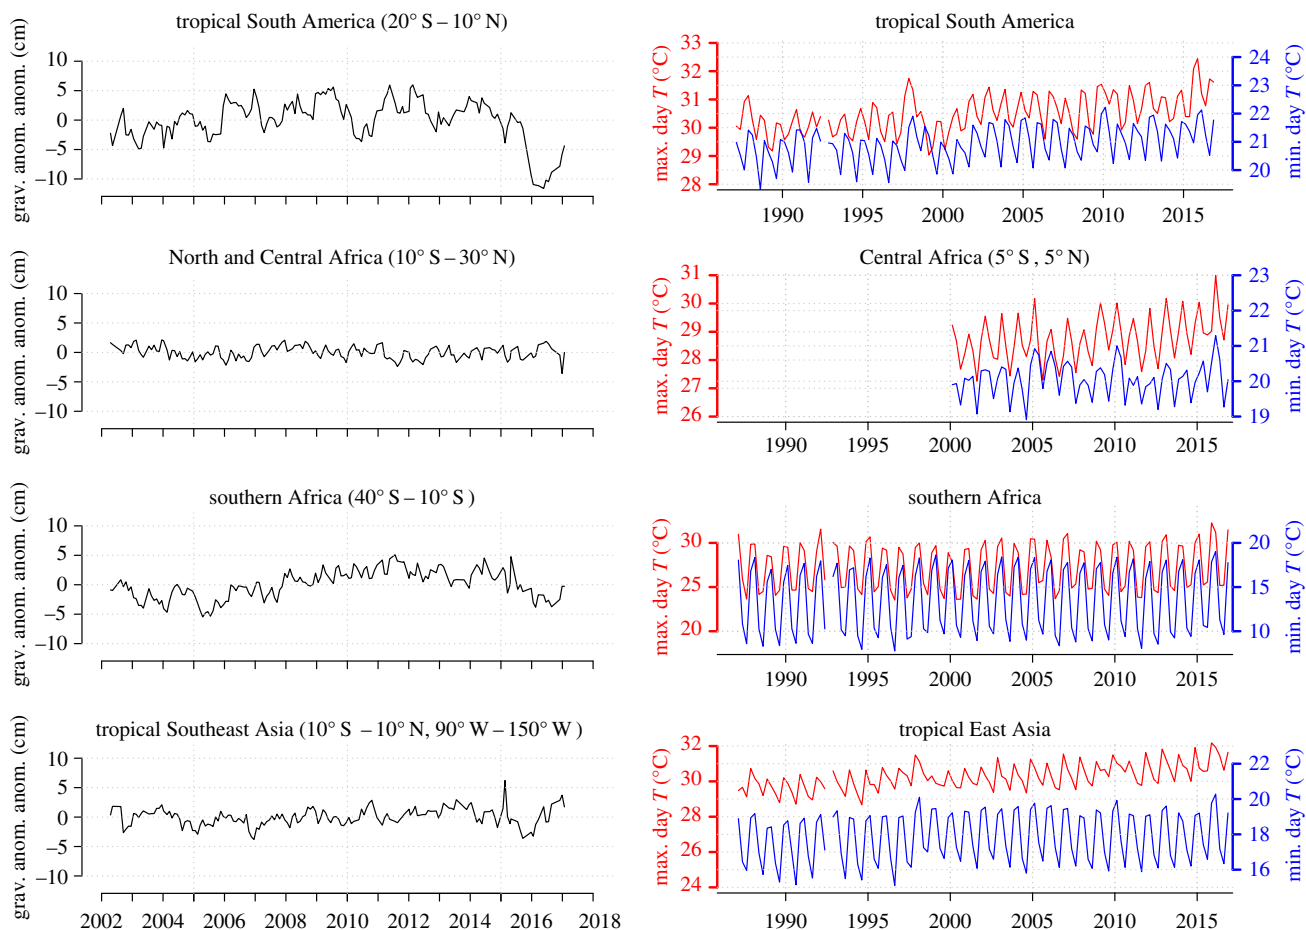 tropical South America (20° S – 10° N)
grav. anom. (cm)
10
5
0
−5
−10
tropical South America
max. day T (°C)
33
32
31
30
29
28
24
23
22
21
20
min. day T (°C)
1990 1995 2000 2005 2010 2015
North and Central Africa (10° S – 30° N)
grav. anom. (cm)
10
5
0
−5
−10
Central Africa (5° S , 5° N)
max. day T (°C)
31
30
29
28
27
26
23
22
21
20
19
min. day T (°C)
1990 1995 2000 2005 2010 2015
southern Africa (40° S – 10° S )
grav. anom. (cm)
10
5
0
−5
−10
southern Africa
max. day T (°C)
30
25
20
20
15
10
min. day T (°C)
1990 1995 2000 2005 2010 2015
tropical Southeast Asia (10° S – 10° N, 90° W – 150° W )
grav. anom. (cm)
10
5
0
−5
−10
2002 2004 2006 2008 2010 2012 2014 2016 2018
tropical East Asia
max. day T (°C)
32
30
28
26
24
22
20
18
16
min. day T (°C)
1990 1995 2000 2005 2010 2015